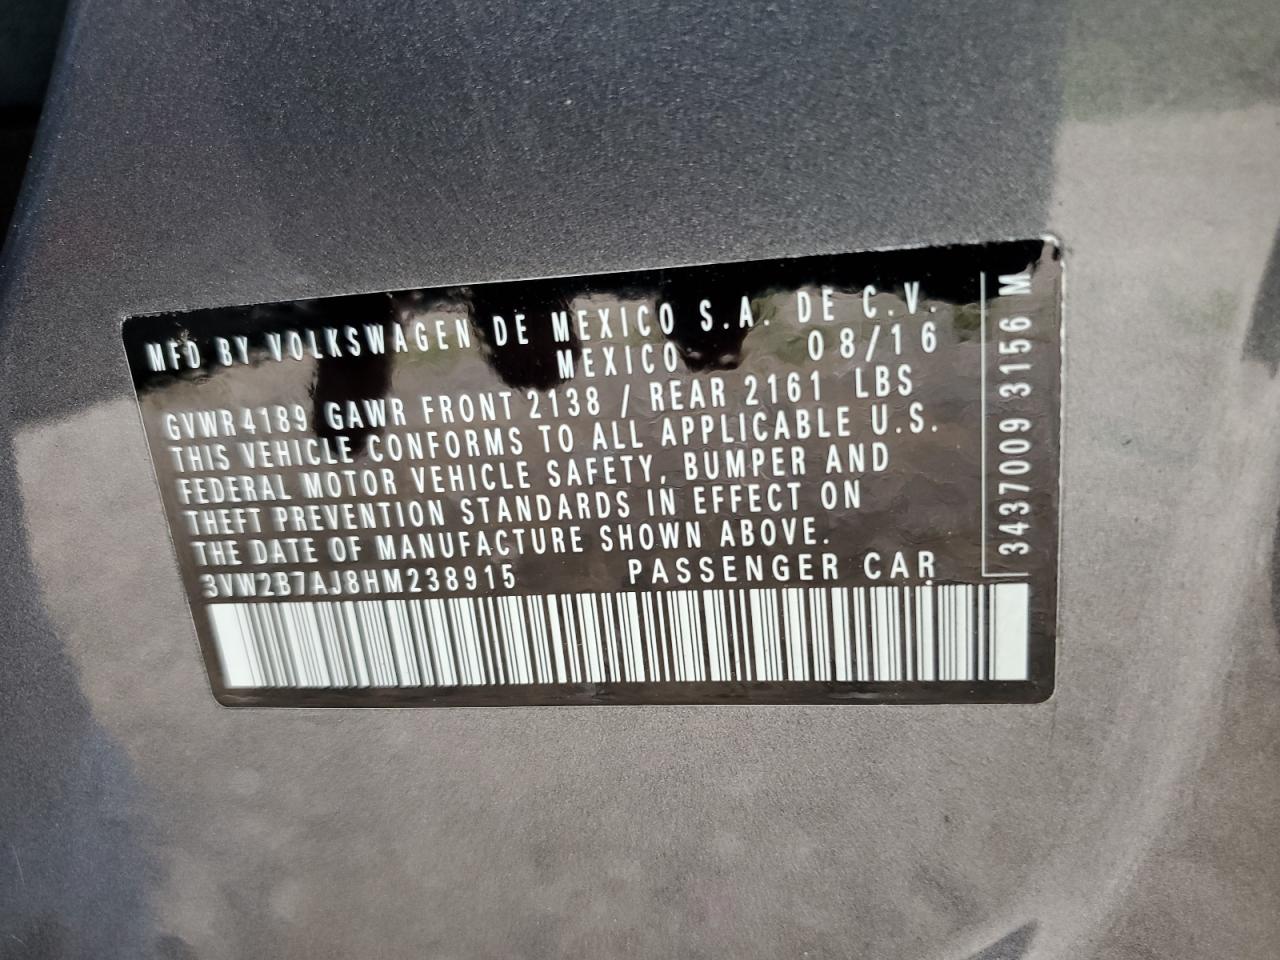 MFD BY VOLKSWAGEN DE MEXICO S.A. DE C.V.
MEXICO 08/16
GVWR4189 GAWR FRONT 2138 / REAR 2161 LBS
THIS VEHICLE CONFORMS TO ALL APPLICABLE U.S.
FEDERAL MOTOR VEHICLE SAFETY, BUMPER AND
THEFT PREVENTION STANDARDS IN EFFECT ON
THE DATE OF MANUFACTURE SHOWN ABOVE.
3VW2B7AJ8HM238915 PASSENGER CAR
3437009 3156 M